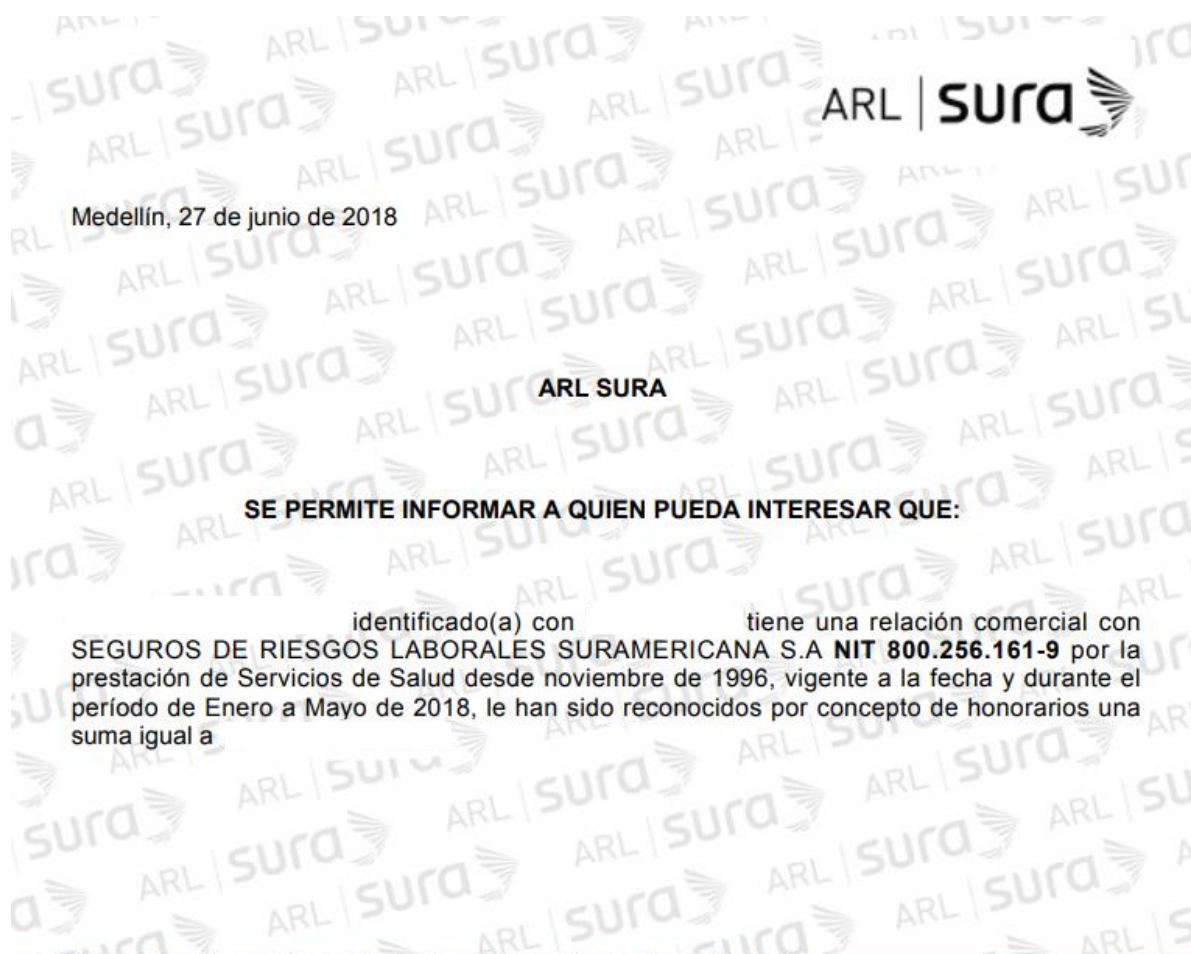 ARL | sura
Medellín, 27 de junio de 2018
ARL SURA
SE PERMITE INFORMAR A QUIEN PUEDA INTERESAR QUE:
identificado(a) con tiene una relación comercial con
SEGUROS DE RIESGOS LABORALES SURAMERICANA S.A NIT 800.256.161-9 por la
prestación de Servicios de Salud desde noviembre de 1996, vigente a la fecha y durante el
período de Enero a Mayo de 2018, le han sido reconocidos por concepto de honorarios una
suma igual a